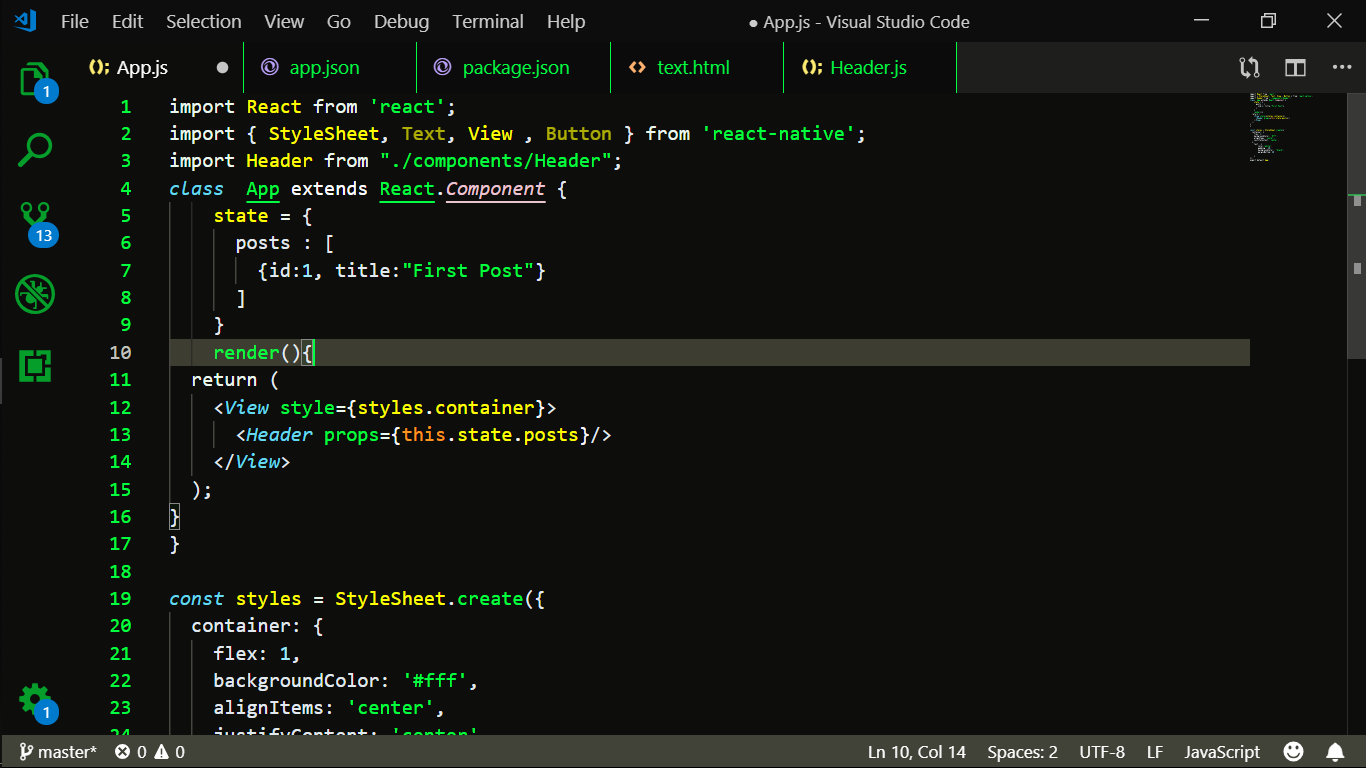 File Edit Selection View Go Debug Terminal Help ● App.js - Visual Studio Code
App.js app.json package.json text.html Header.js
1
13
1
1 import React from 'react';
2 import { StyleSheet, Text, View , Button } from 'react-native';
3 import Header from "./components/Header";
4 class  App extends React.Component {
5     state = {
6       posts : [
7         {id:1, title:"First Post"}
8       ]
9     }
10     render(){
11   return (
12     <View style={styles.container}>
13       <Header props={this.state.posts}/>
14     </View>
15   );
16 }
17 }
18
19 const styles = StyleSheet.create({
20   container: {
21     flex: 1,
22     backgroundColor: '#fff',
23     alignItems: 'center',
24     justifyContent: 'center',
master* 0 0 Ln 10, Col 14 Spaces: 2 UTF-8 LF JavaScript